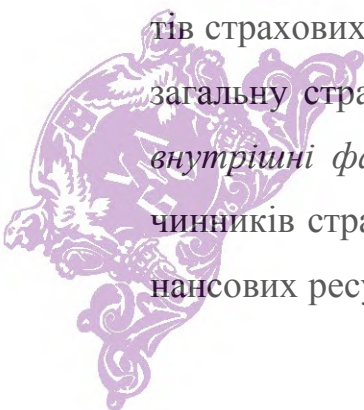 тів страхових
загальну стра
внутрішні фа
чинників стра
нансових ресу